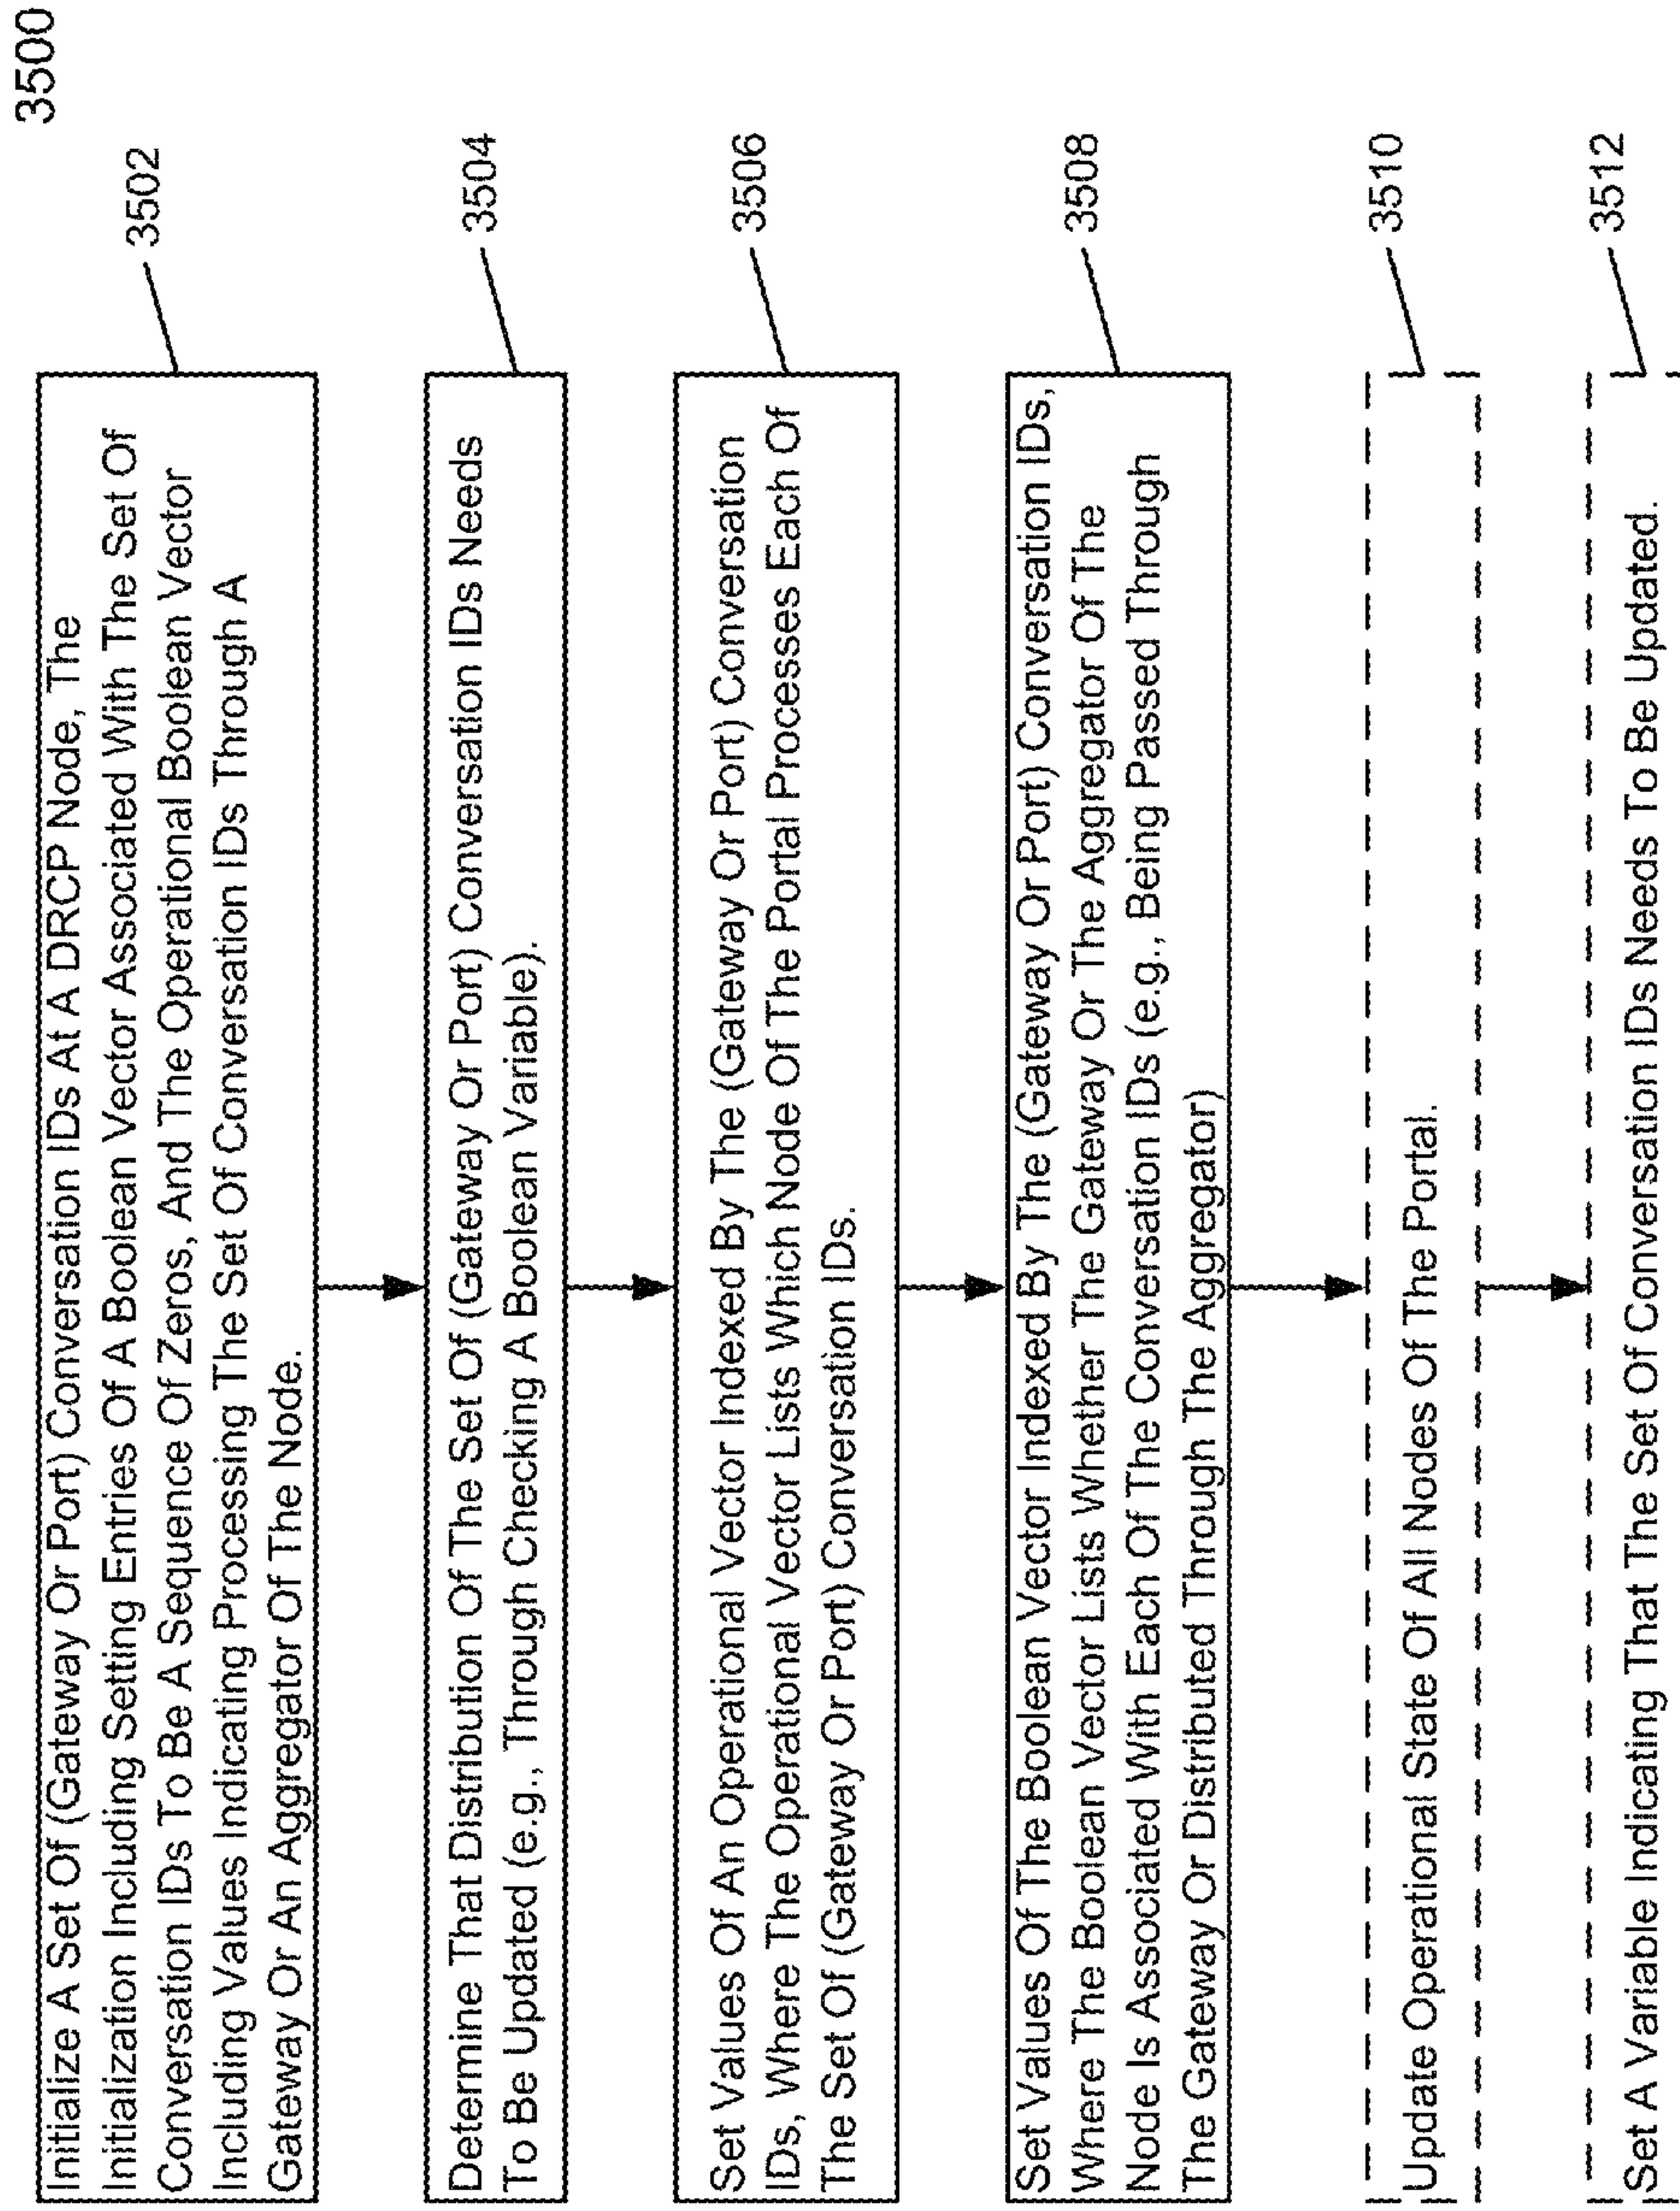 3500
Initialize A Set Of (Gateway Or Port) Conversation IDs At A DRCP Node, The
Initialization Including Setting Entries Of A Boolean Vector Associated With The Set Of
Conversation IDs To Be A Sequence Of Zeros, And The Operational Boolean Vector
Including Values Indicating Processing The Set Of Conversation IDs Through A
Gateway Or An Aggregator Of The Node.
3502
Determine That Distribution Of The Set Of (Gateway Or Port) Conversation IDs Needs
To Be Updated (e.g., Through Checking A Boolean Variable).
3504
Set Values Of An Operational Vector Indexed By The (Gateway Or Port) Conversation
IDs, Where The Operational Vector Lists Which Node Of The Portal Processes Each Of
The Set Of (Gateway Or Port) Conversation IDs.
3506
Set Values Of The Boolean Vector Indexed By The (Gateway Or Port) Conversation IDs,
Where The Boolean Vector Lists Whether The Gateway Or The Aggregator Of The
Node Is Associated With Each Of The Conversation IDs (e.g., Being Passed Through
The Gateway Or Distributed Through The Aggregator)
3508
Update Operational State Of All Nodes Of The Portal.
3510
Set A Variable Indicating That The Set Of Conversation IDs Needs To Be Updated.
3512